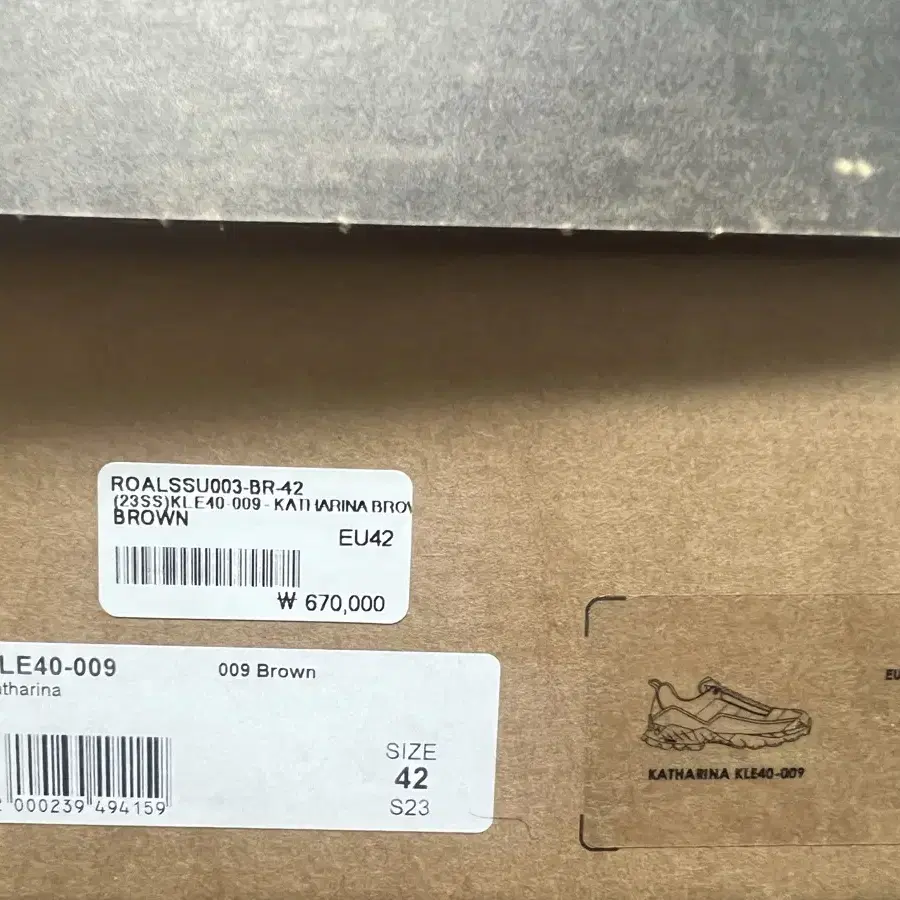 ROALSSU003-BR-42
(23SS)KLE40-009 - KATHARINA BROW
BROWN
EU42
₩ 670,000
LE40-009
009 Brown
atharina
SIZE
42
S23
000239 494159
EU
KATHARINA KLE40-009